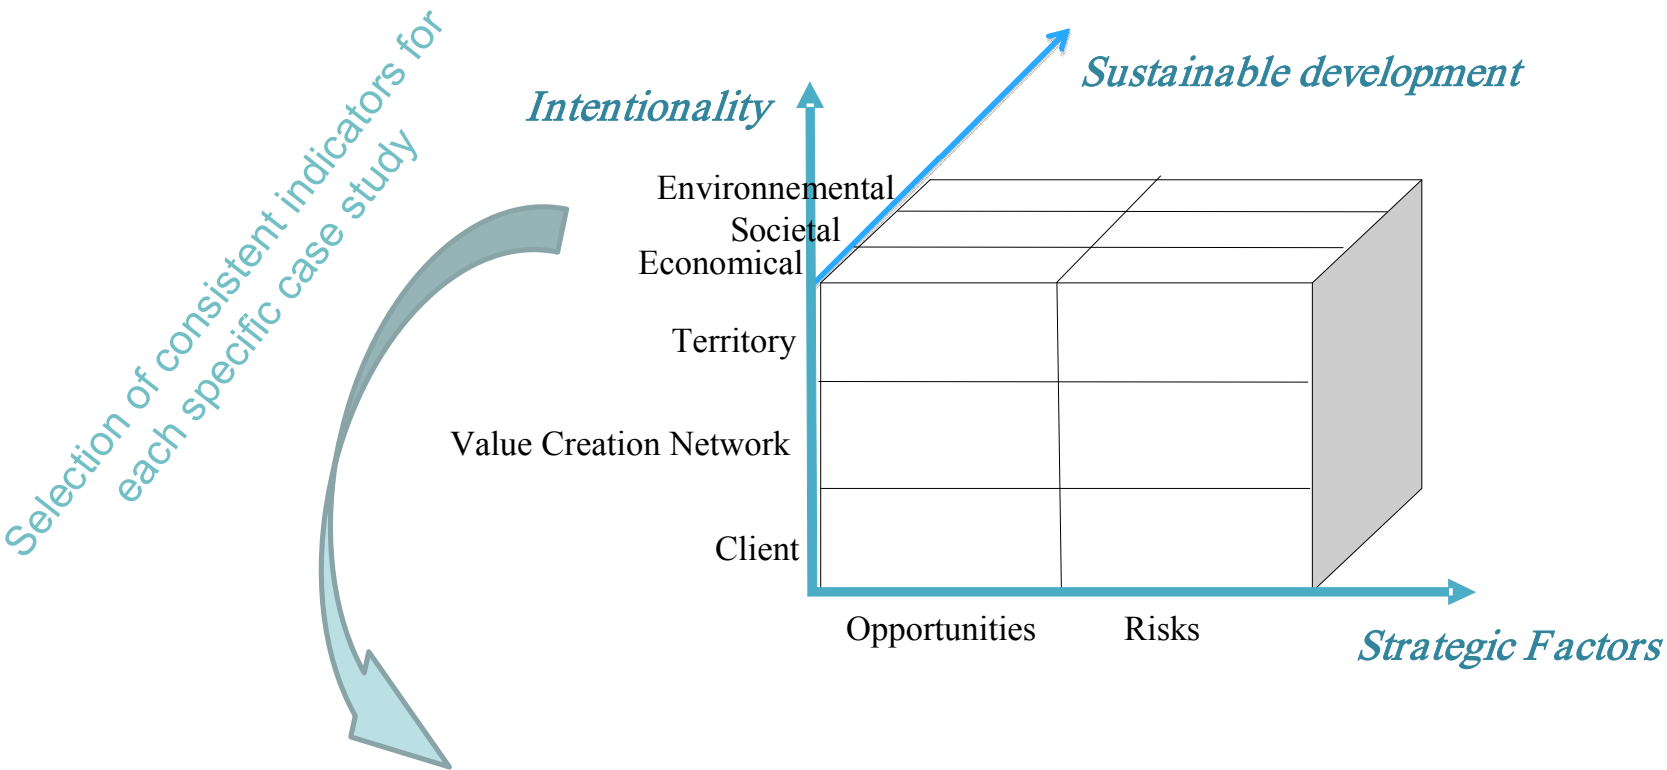 Selection of consistent indicators for
each specific case study
Sustainable development
Intentionality
Environnemental
Societal
Economical
Territory
Value Creation Network
Client
Opportunities
Risks
Strategic Factors